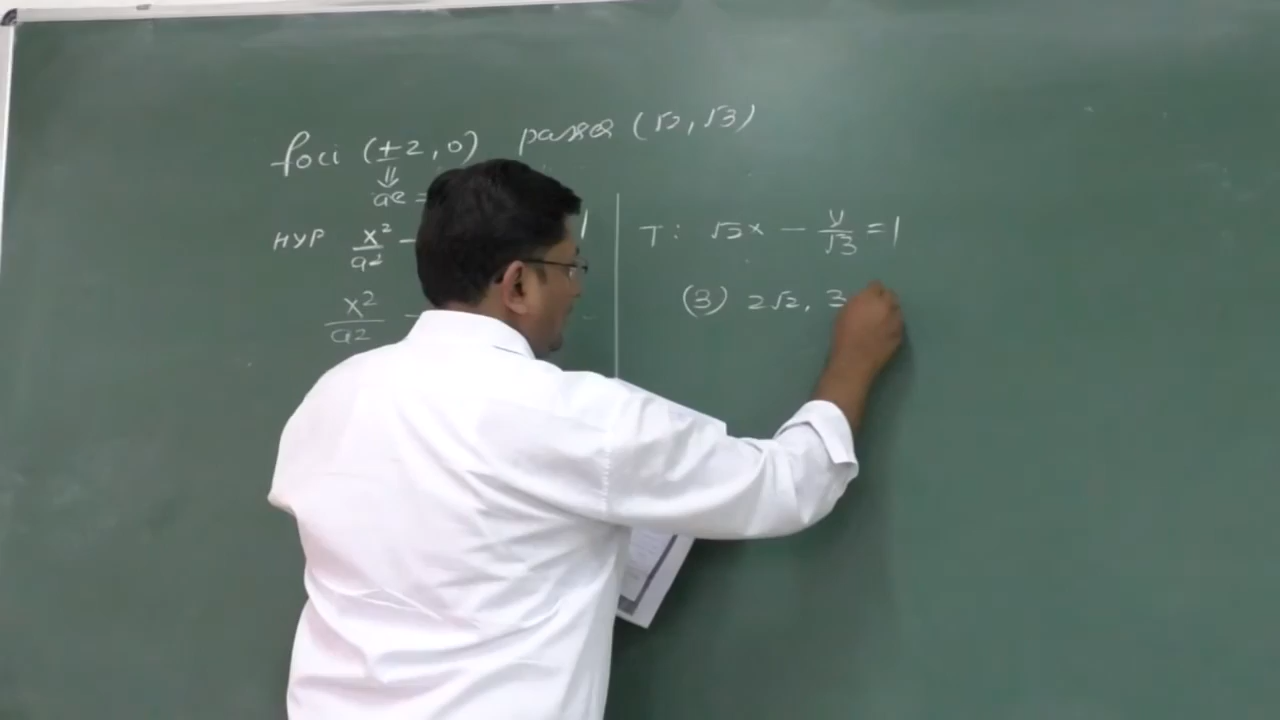 foci (±2, 0) passes (√2, √3)
⇓
ae =
HYP x²/a² -
1
x²/a² -
T: √2x - y/√3 = 1
(3) 2√2, 3